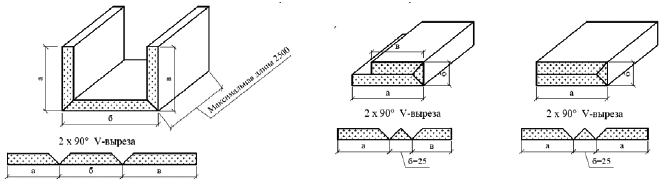 а
в
б
Максимальная длина 2500
2 х 90° V-выреза
а
б
в
в
б
а
2 х 90° V-выреза
а
в
б=25
б
а
2 х 90° V-выреза
а
а
б=25